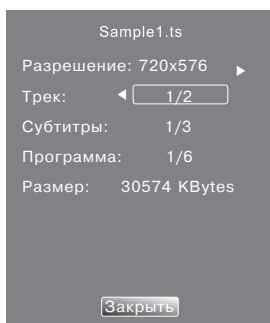 Sample1.ts
Разрешение: 720x576
Трек: 1/2
Субтитры: 1/3
Программа: 1/6
Размер: 30574 KBytes
Закрыть